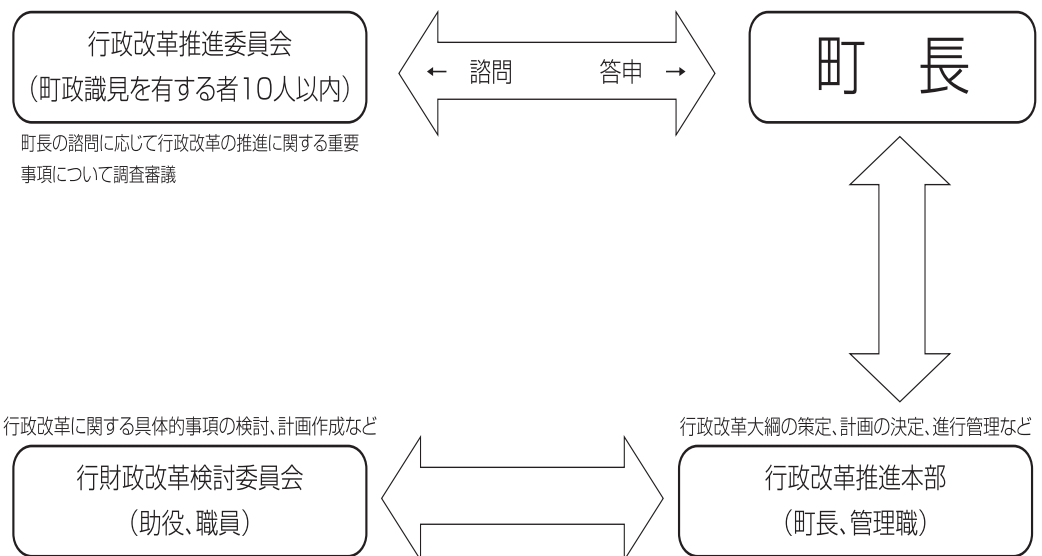 行政改革推進委員会
（町政識見を有する者10人以内）
← 諮問 答申 →
町 長
町長の諮問に応じて行政改革の推進に関する重要
事項について調査審議
行政改革に関する具体的事項の検討、計画作成など
行財政改革検討委員会
（助役、職員）
行政改革大綱の策定、計画の決定、進行管理など
行政改革推進本部
（町長、管理職）